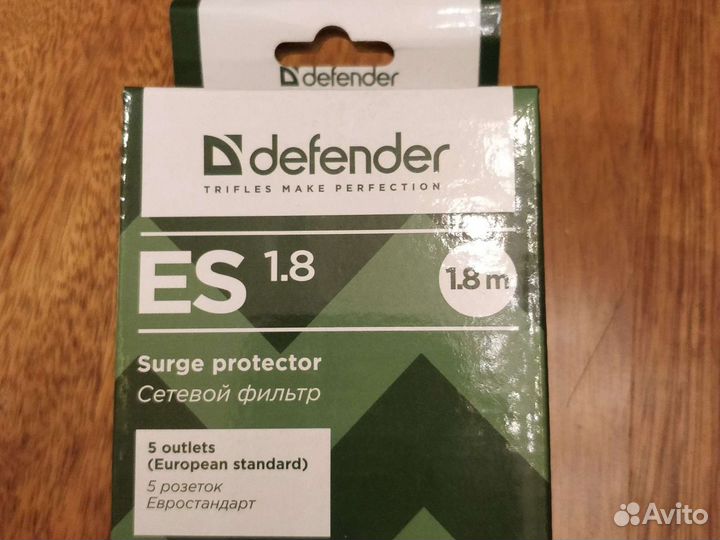 defender
defender
TRIFLES MAKE PERFECTION
ES 1.8
1.8 m
Surge protector
Сетевой фильтр
5 outlets
(European standard)
5 розеток
Евростандарт
Avito